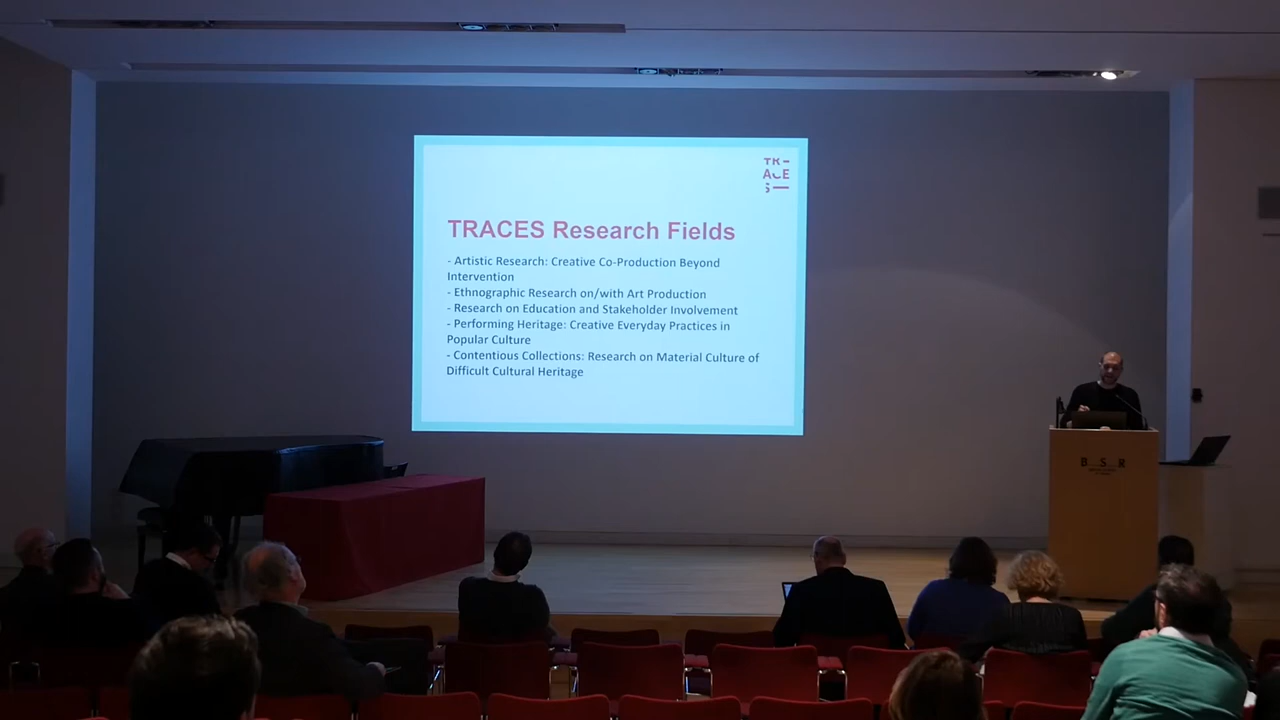 TR–
ACE
S—
TRACES Research Fields
- Artistic Research: Creative Co-Production Beyond
Intervention
- Ethnographic Research on/with Art Production
- Research on Education and Stakeholder Involvement
- Performing Heritage: Creative Everyday Practices in
Popular Culture
- Contentious Collections: Research on Material Culture of
Difficult Cultural Heritage
B S R